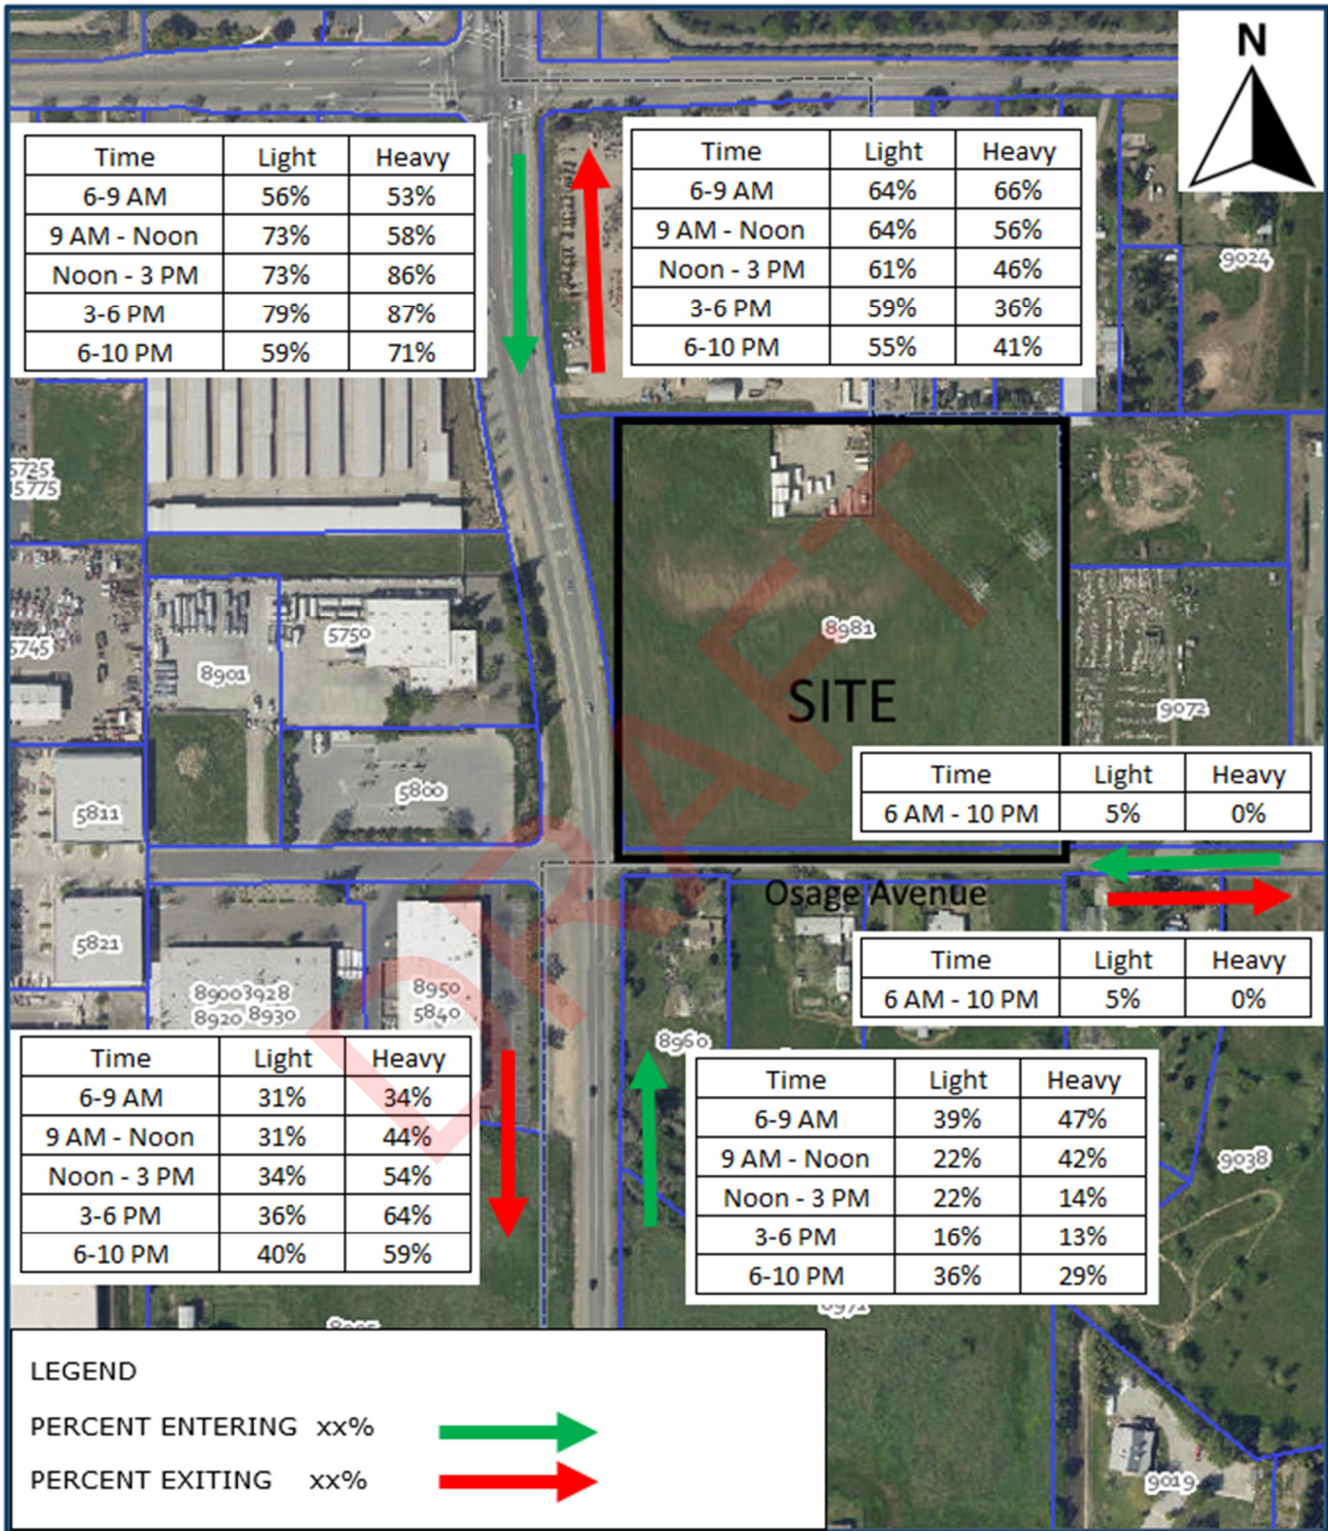 N
Time Light Heavy
6-9 AM 56% 53%
9 AM - Noon 73% 58%
Noon - 3 PM 73% 86%
3-6 PM 79% 87%
6-10 PM 59% 71%
Time Light Heavy
6-9 AM 64% 66%
9 AM - Noon 64% 56%
Noon - 3 PM 61% 46%
3-6 PM 59% 36%
6-10 PM 55% 41%
9024
5725
5775
5745
8901
5750
8981
SITE
9072
5800
5811
Time Light Heavy
6 AM - 10 PM 5% 0%
Osage Avenue
5821
89003928
8920 8930
8950
5840
8960
Time Light Heavy
6 AM - 10 PM 5% 0%
DRAFT
Time Light Heavy
6-9 AM 31% 34%
9 AM - Noon 31% 44%
Noon - 3 PM 34% 54%
3-6 PM 36% 64%
6-10 PM 40% 59%
Time Light Heavy
6-9 AM 39% 47%
9 AM - Noon 22% 42%
Noon - 3 PM 22% 14%
3-6 PM 16% 13%
6-10 PM 36% 29%
9038
LEGEND
PERCENT ENTERING xx%
PERCENT EXITING xx%
9019